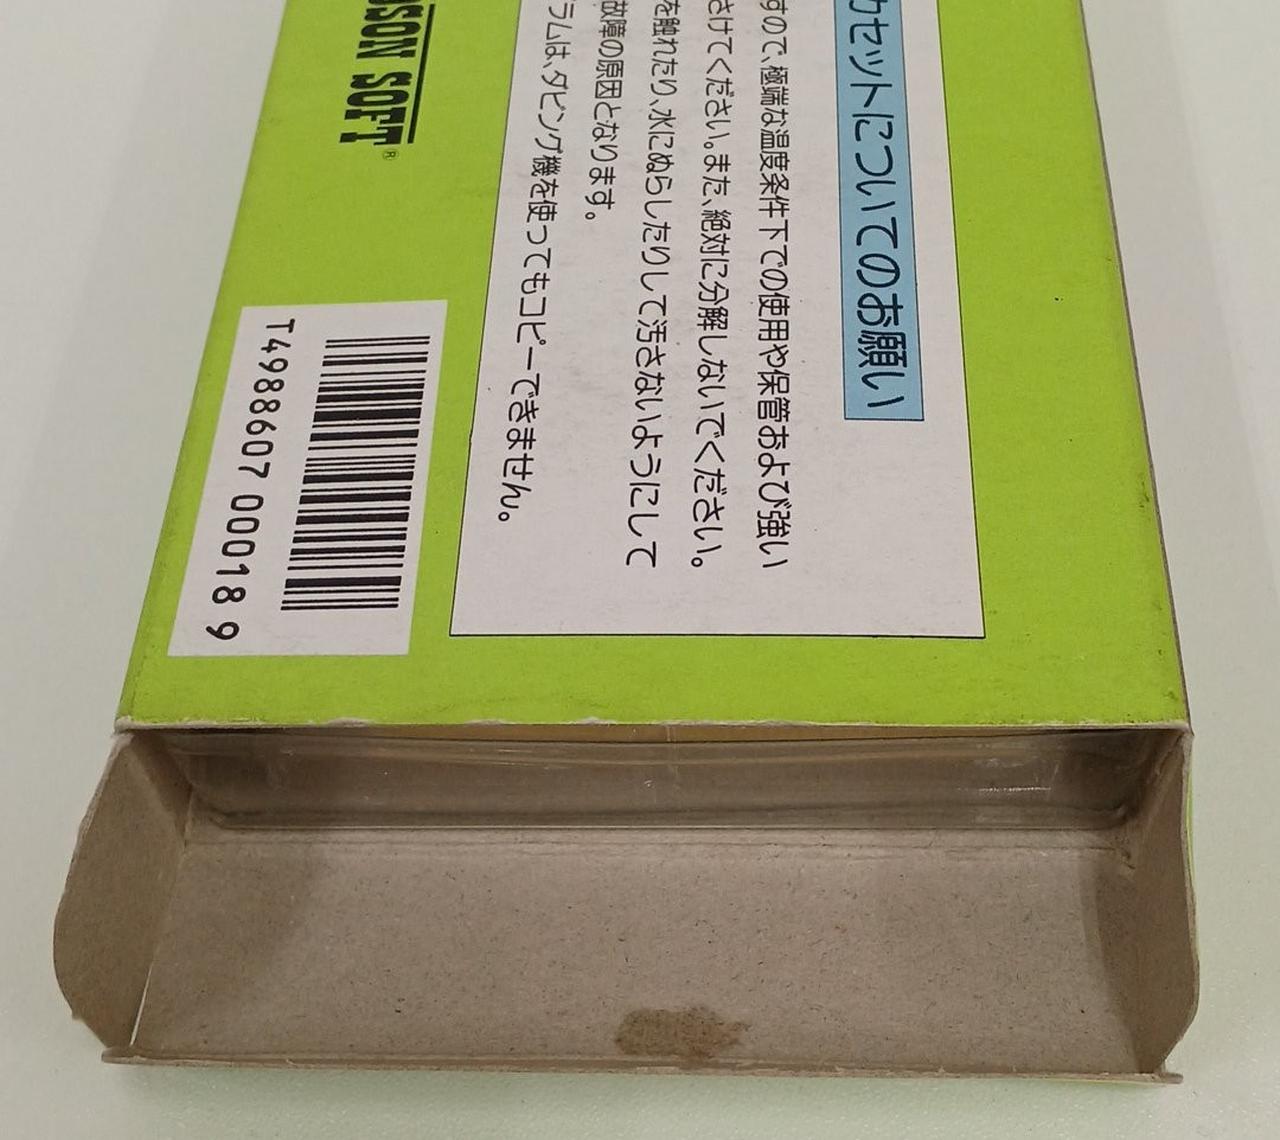 カセットについてのお願い
すので、極端な温度条件下での使用や保管および強い
さけてください。また、絶対に分解しないでください。
を触れたり、水にぬらしたりして汚さないようにして
故障の原因となります。
ラムは、ダビング機を使ってもコピーできません。
DSON SOFT®
T4988607 000189